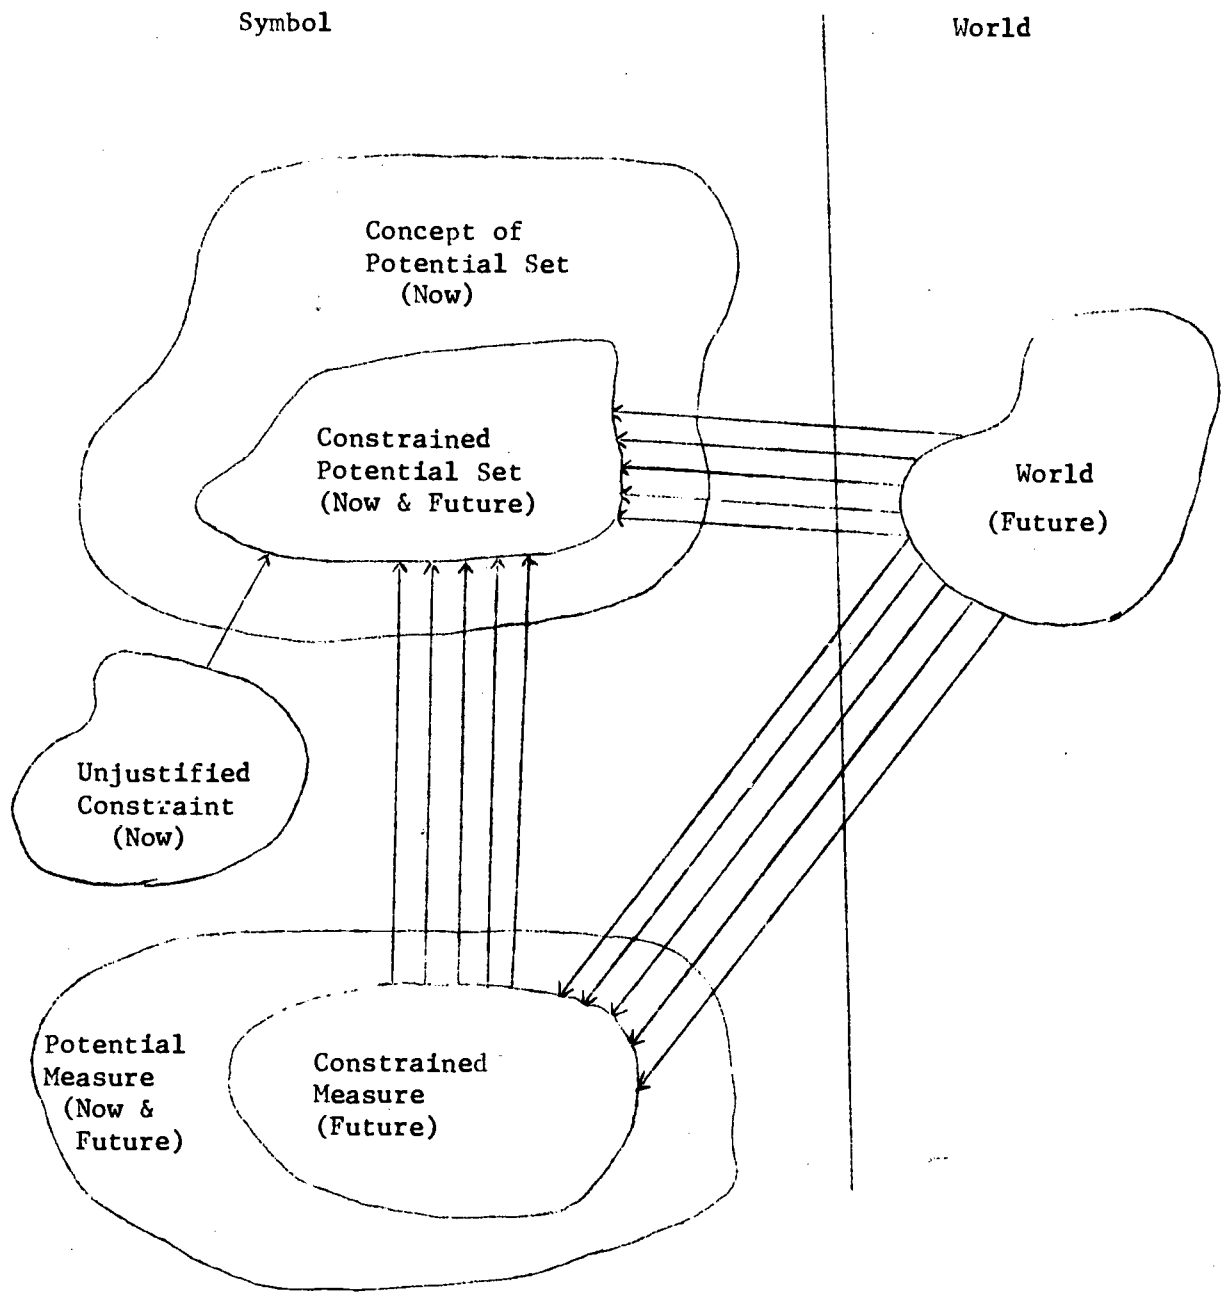 Symbol
World
Concept of
Potential Set
(Now)
Constrained
Potential Set
(Now & Future)
World
(Future)
Unjustified
Constraint
(Now)
Potential
Measure
(Now &
Future)
Constrained
Measure
(Future)